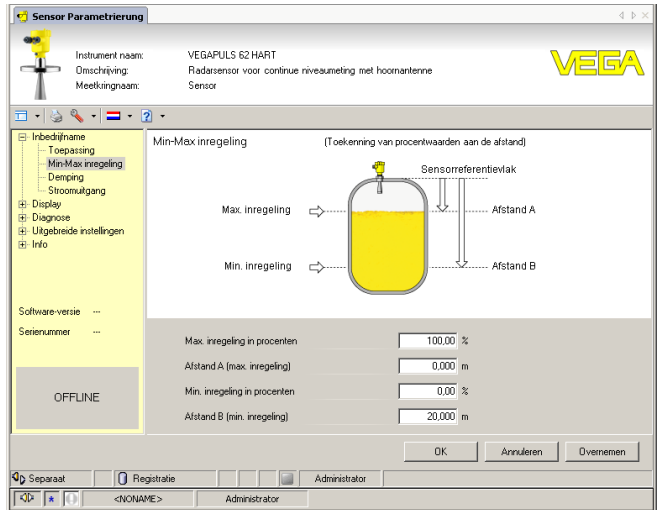 Sensor Parametrierung
Instrument naam: VEGAPULS 62 HART
Omschrijving: Radarsensor voor continue niveaumeting met hoornantenne
Meetkringnaam: Sensor
VEGA
Inbedrijfname
Toepassing
Min-Max inregeling
Demping
Stroomuitgang
Display
Diagnose
Uitgebreide instellingen
Info
Software-versie ---
Serienummer ---
OFFLINE
Min-Max inregeling (Toekenning van procentwaarden aan de afstand)
Sensorreferentievlak
Max. inregeling Afstand A
Min. inregeling Afstand B
Max. inregeling in procenten 100,00 %
Afstand A (max. inregeling) 0,000 m
Min. inregeling in procenten 0,00 %
Afstand B (min. inregeling) 20,000 m
OK Annuleren Overnemen
Separaat Registratie Administrator
<NONAME> Administrator